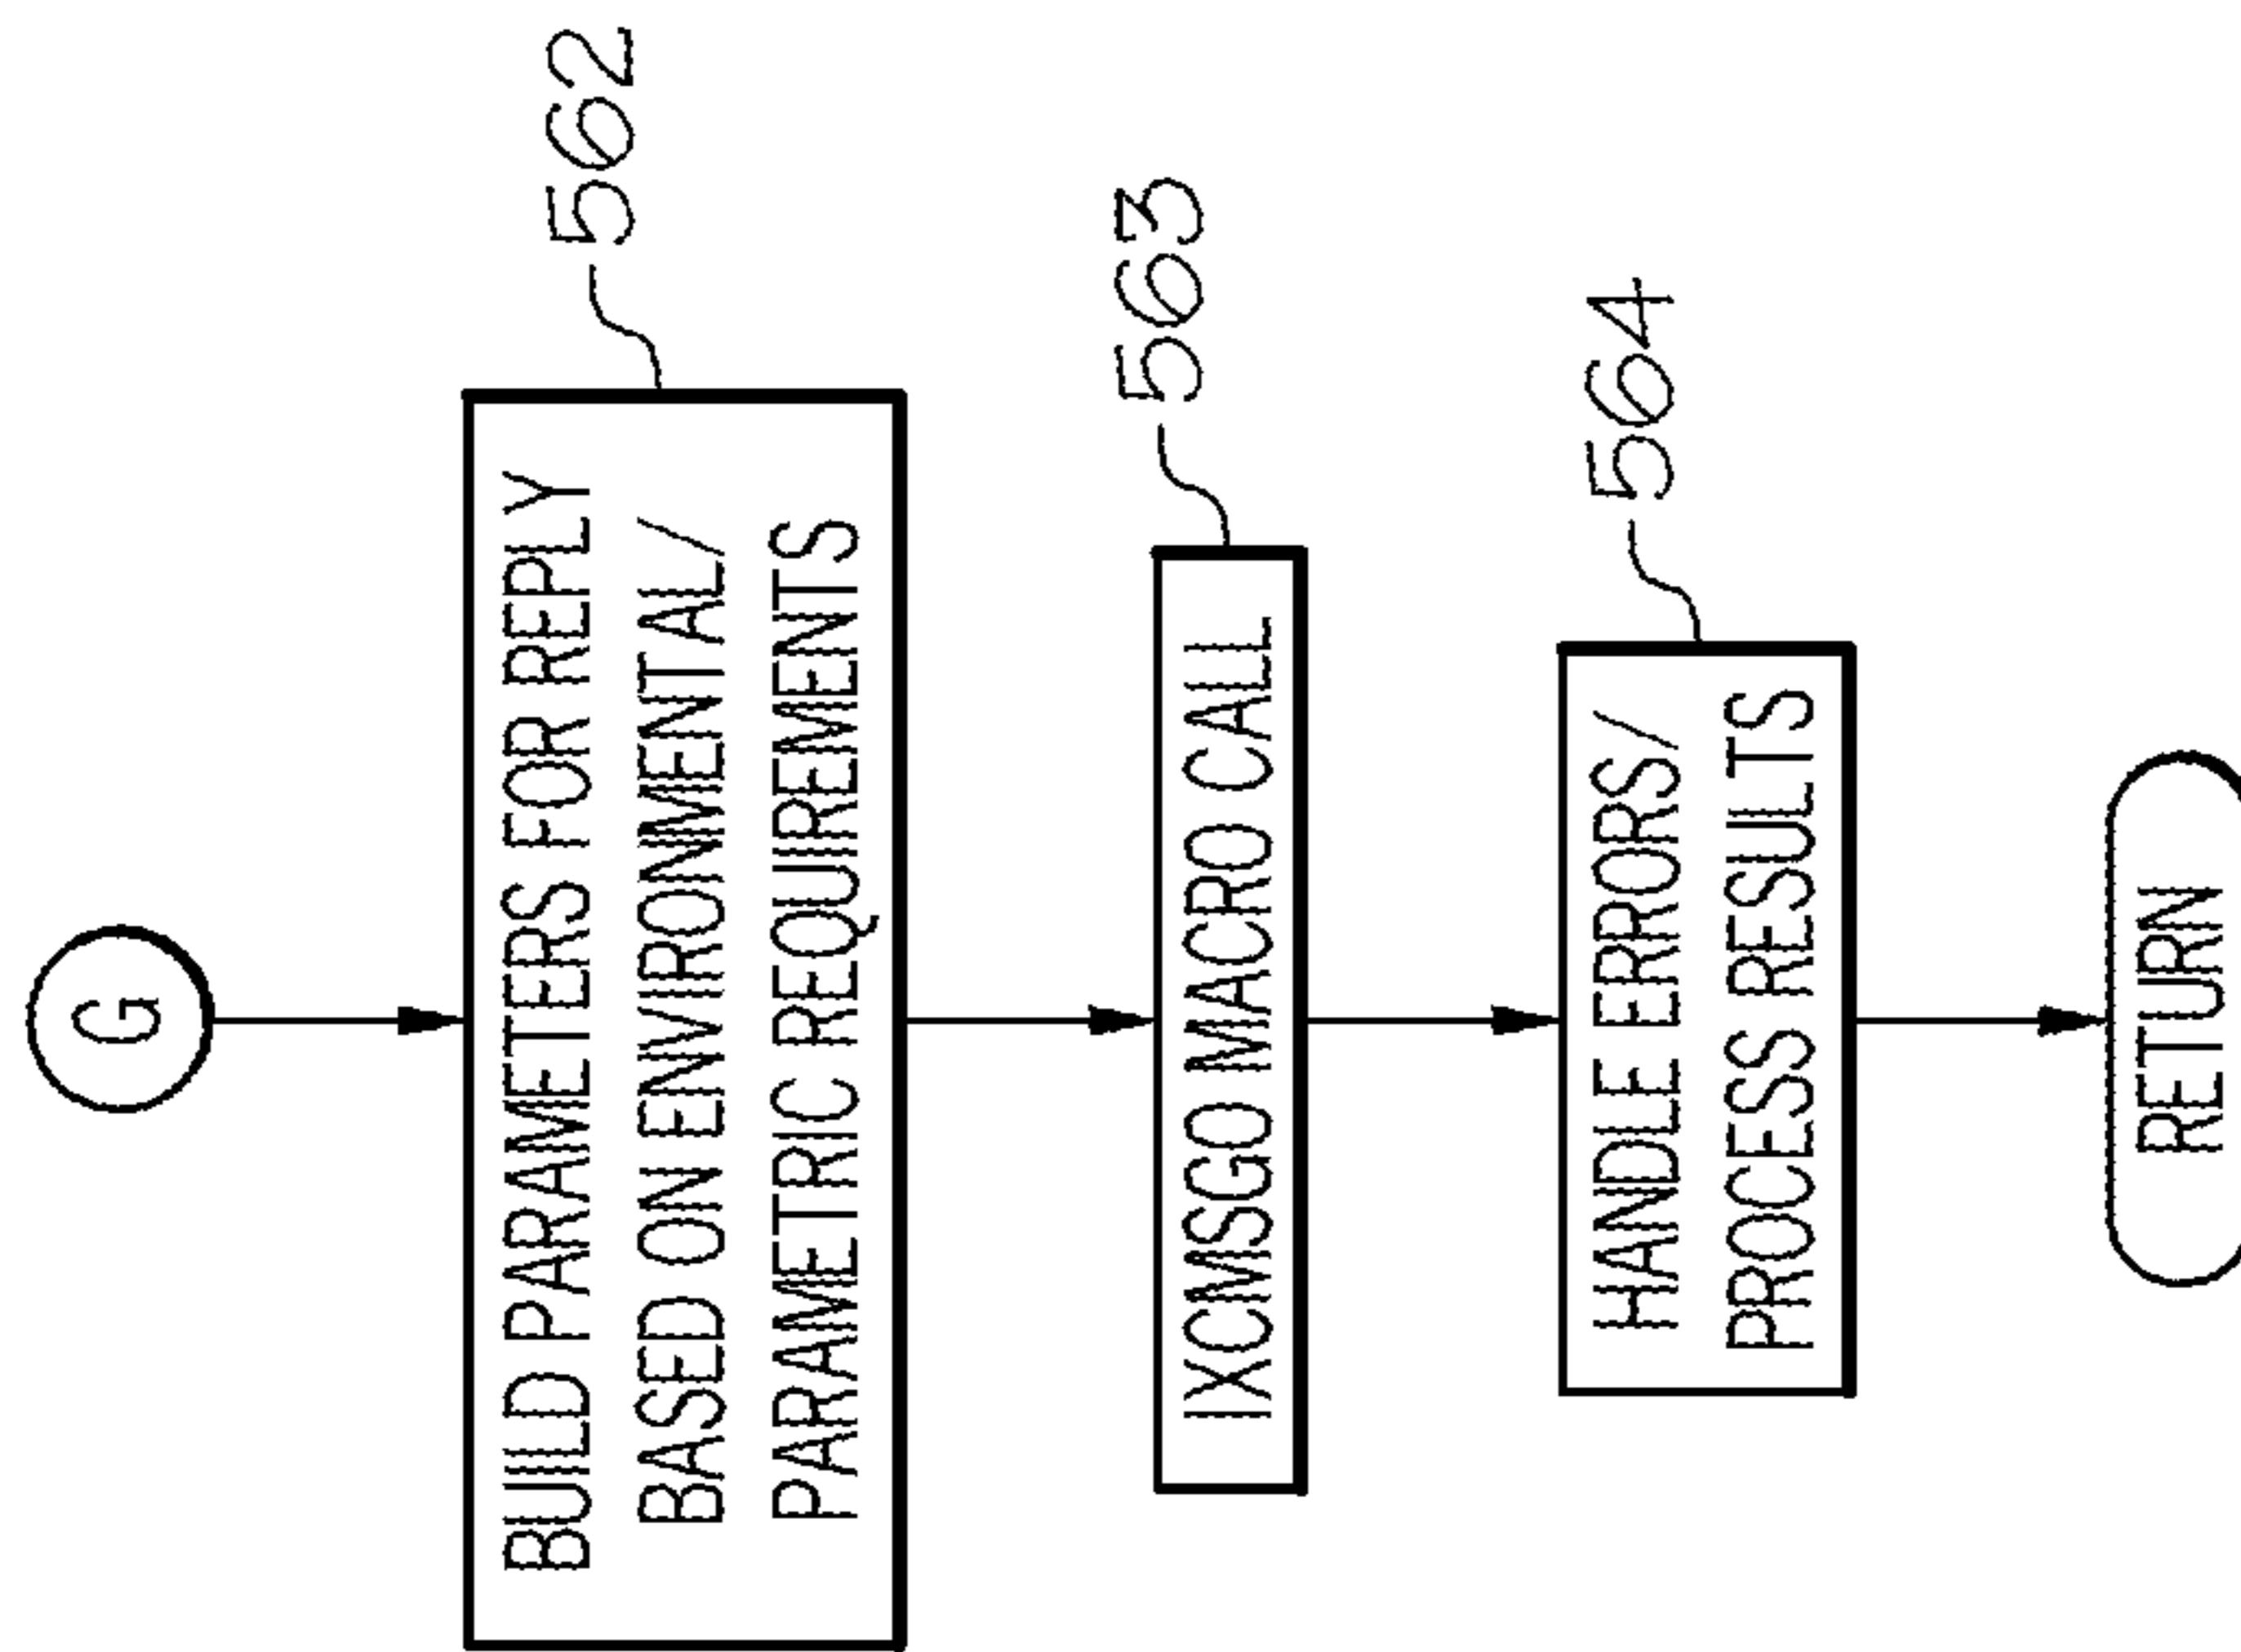 G
562
BUILD PARAMETERS FOR REPLY
BASED ON ENVIRONMENTAL/
PARAMETRIC REQUIREMENTS
563
IXCMSGO MACRO CALL
564
HANDLE ERRORS/
PROCESS RESULTS
RETURN